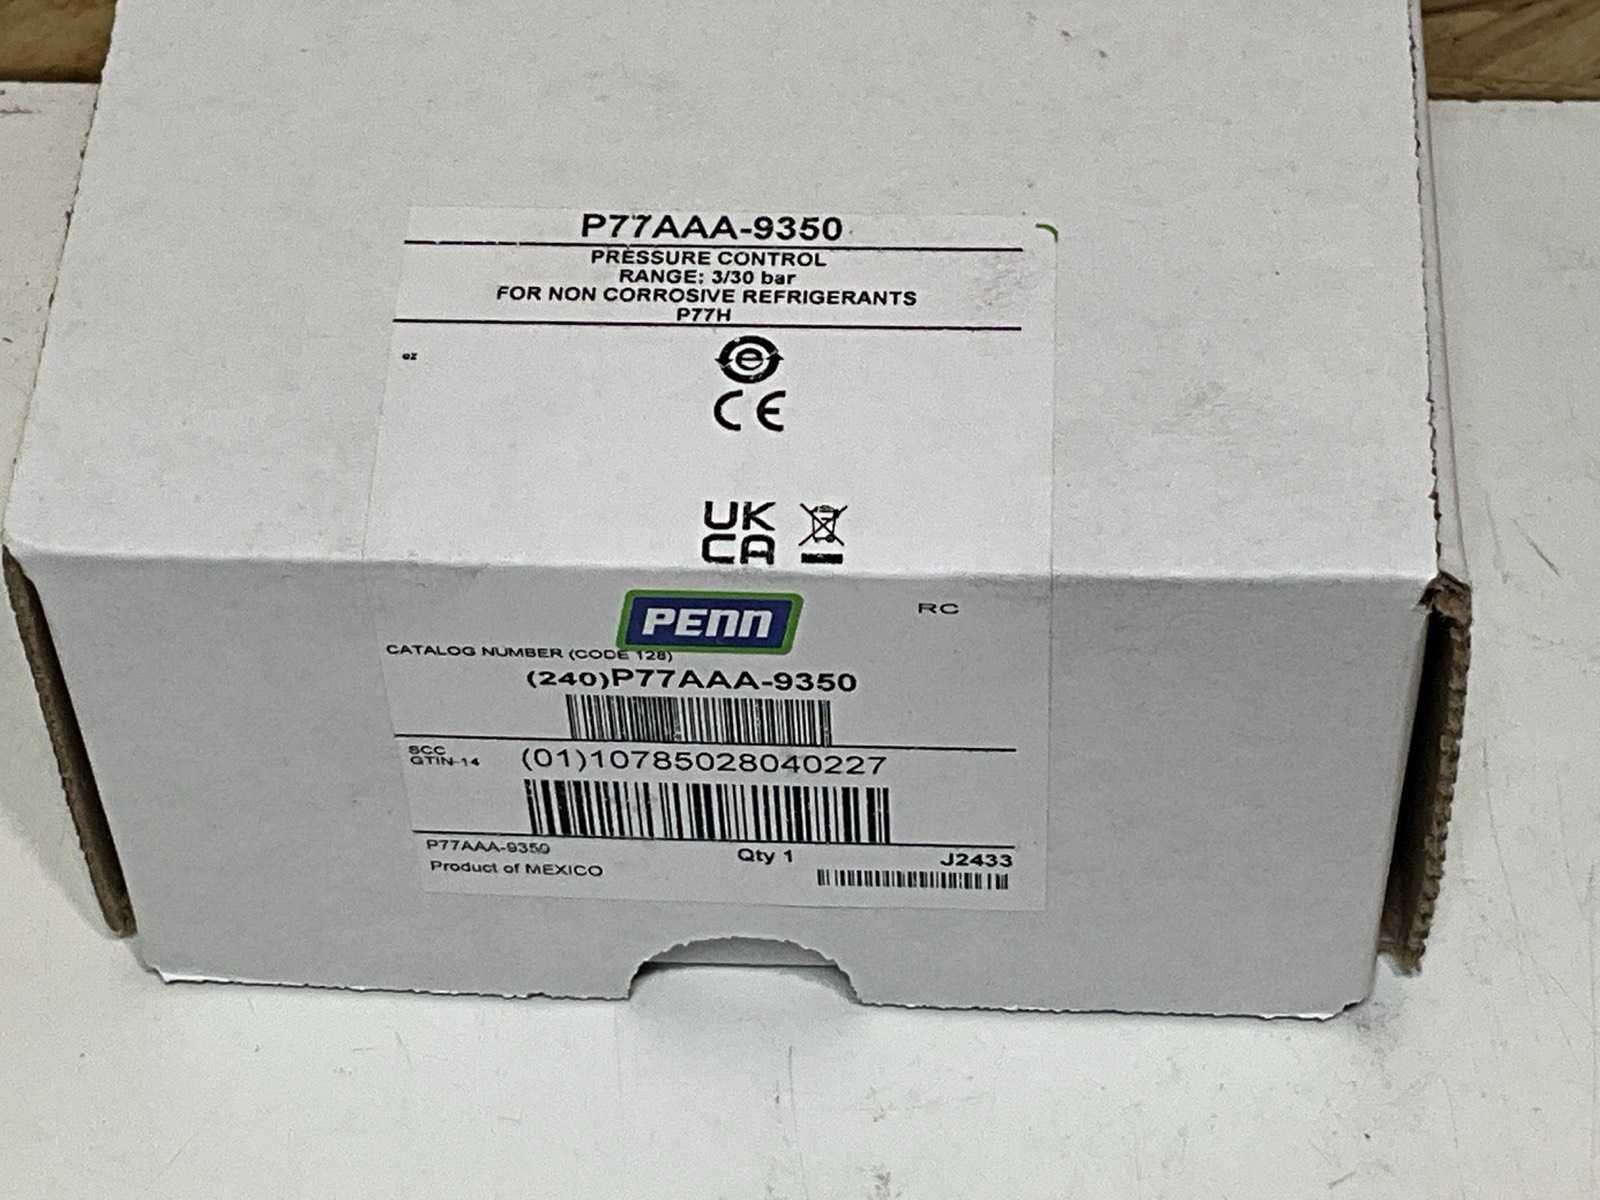 P77AAA-9350
PRESSURE CONTROL
RANGE; 3/30 bar
FOR NON CORROSIVE REFRIGERANTS
P77H
ez
e
CE
UK
CA
PENN
RC
CATALOG NUMBER (CODE 128)
(240)P77AAA-9350
SCC
GTIN-14
(01)10785028040227
P77AAA-9350
Qty 1
J2433
Product of MEXICO